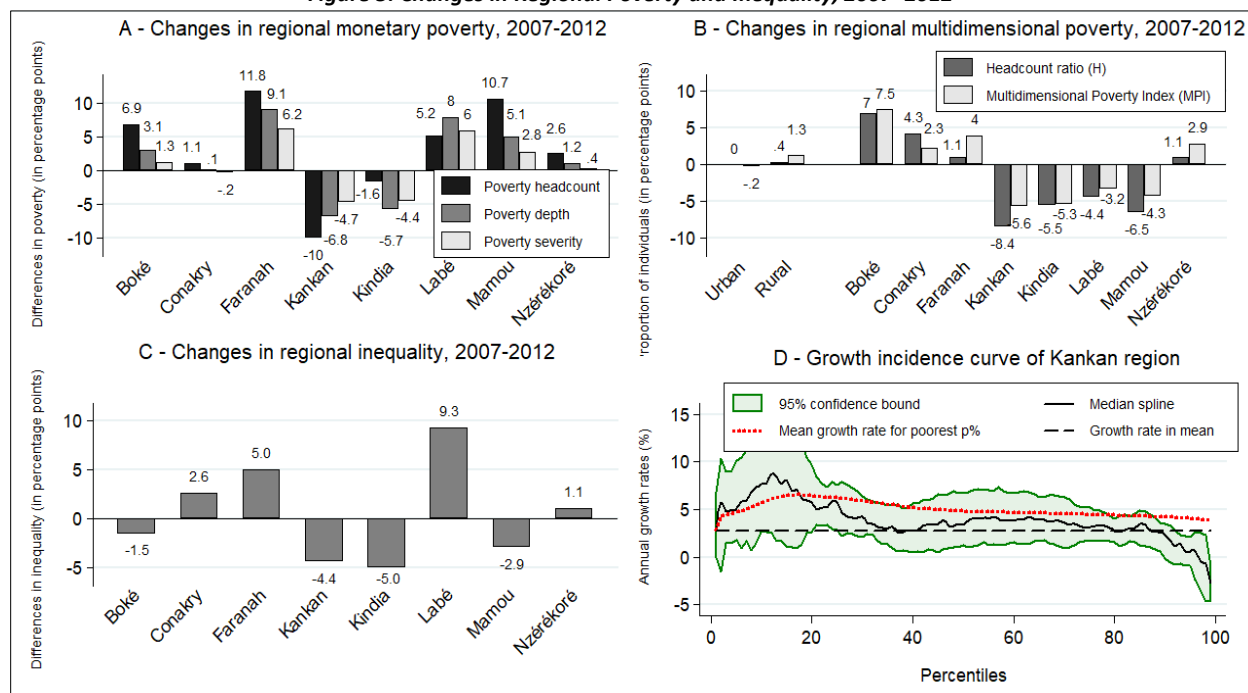 A - Changes in regional monetary poverty, 2007-2012
Differences in poverty (in percentage points)
10
5
0
-5
-10
6.9
3.1
1.3
1.1
.1
-.2
11.8
9.1
6.2
-10
-6.8
-4.7
-1.6
-5.7
-4.4
5.2
8
6
10.7
5.1
2.8
2.6
1.2
.4
Poverty headcount
Poverty depth
Poverty severity
Boké
Conakry
Faranah
Kankan
Kindia
Labé
Mamou
Nzérékoré
B - Changes in regional multidimensional poverty, 2007-2012
roportion of individuals (in percentage points)
Headcount ratio (H)
Multidimensional Poverty Index (MPI)
10
5
0
-5
-10
0
-.2
.4
1.3
7
7.5
4.3
2.3
1.1
4
-8.4
-5.6
-5.5
-5.3
-4.4
-3.2
-6.5
-4.3
1.1
2.9
Urban
Rural
Boké
Conakry
Faranah
Kankan
Kindia
Labé
Mamou
Nzérékoré
C - Changes in regional inequality, 2007-2012
Differences in inequality (in percentage points)
10
5
0
-5
-1.5
2.6
5.0
-4.4
-5.0
9.3
-2.9
1.1
Boké
Conakry
Faranah
Kankan
Kindia
Labé
Mamou
Nzérékoré
D - Growth incidence curve of Kankan region
Annual growth rates (%)
15
10
5
0
-5
95% confidence bound
Median spline
Mean growth rate for poorest p%
Growth rate in mean
0
20
40
60
80
100
Percentiles